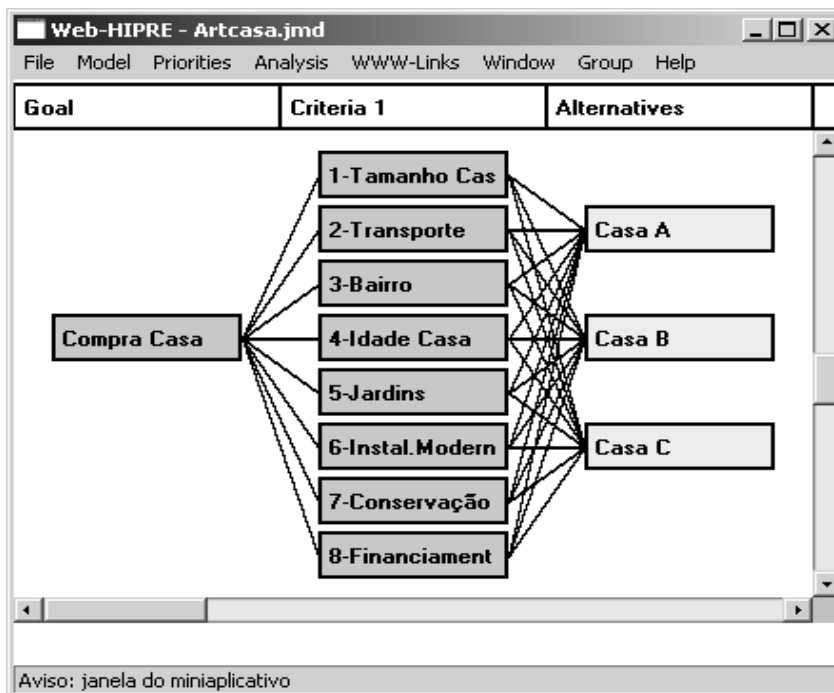 Web-HIPRE - Artcasa.jmd
File Model Priorities Analysis WWW-Links Window Group Help
Goal Criteria 1 Alternatives
1-Tamanho Cas
2-Transporte
Casa A
3-Bairro
Compra Casa
4-Idade Casa
Casa B
5-Jardins
6-Instal.Modern
Casa C
7-Conservação
8-Financiament
Aviso: janela do miniaplicativo